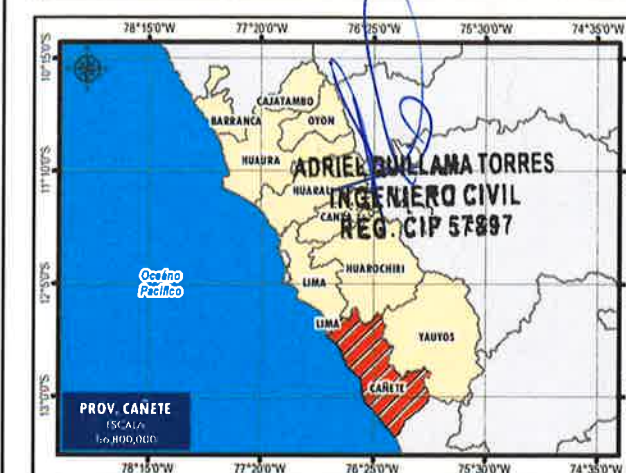 78°15'0"W 77°20'0"W 76°25'0"W 75°30'0"W 74°35'0"W
10°15'0"S
11°10'0"S
12°5'0"S
13°0'0"S
CAJATAMBO
BARRANCA
OYON
HUAURA
ADRIEL QUILLAMA TORRES
HUARAL
INGENIERO CIVIL
CANTA
REG. CIP 57897
HUAROCHIRI
Oceáno
Pacífico
LIMA
LIMA
YAUYOS
CAÑETE
PROV. CAÑETE
ESCALA
1:6,800,000
78°15'0"W 77°20'0"W 76°25'0"W 75°30'0"W 74°35'0"W